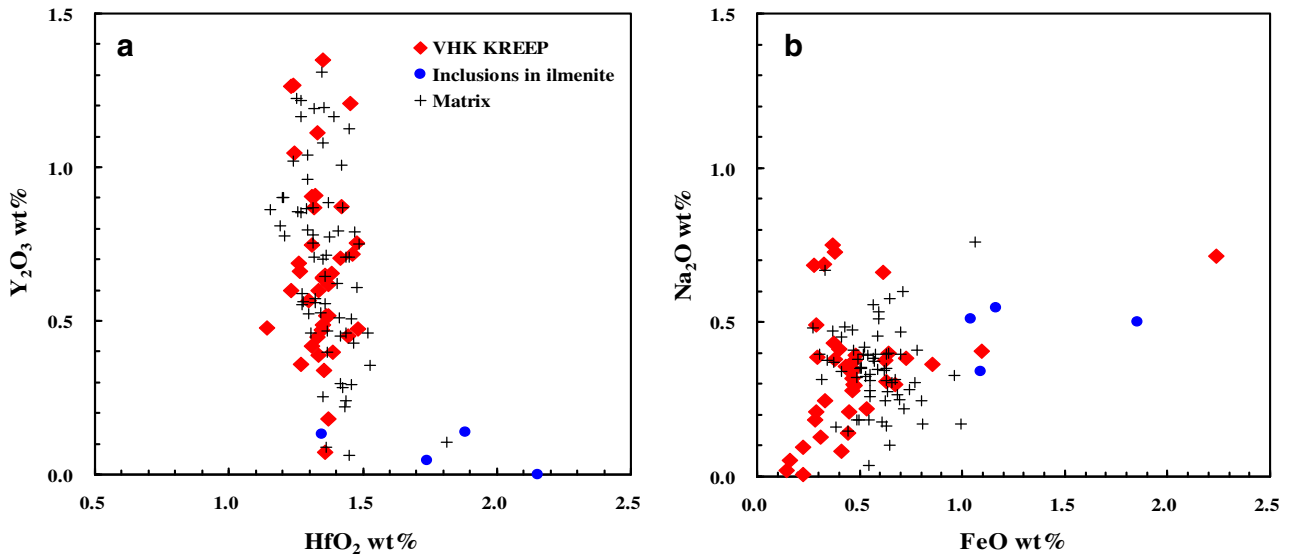 a
VHK KREEP
Inclusions in ilmenite
Matrix
1.5
1.0
0.5
0.0
Y₂O₃ wt%
0.5 1.0 1.5 2.0 2.5
HfO₂ wt%
b
1.5
1.0
0.5
0.0
Na₂O wt%
0.0 0.5 1.0 1.5 2.0 2.5
FeO wt%